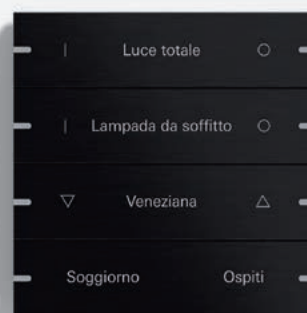 | Luce totale O
| Lampada da soffitto O
▽ Veneziana △
Soggiorno Ospiti